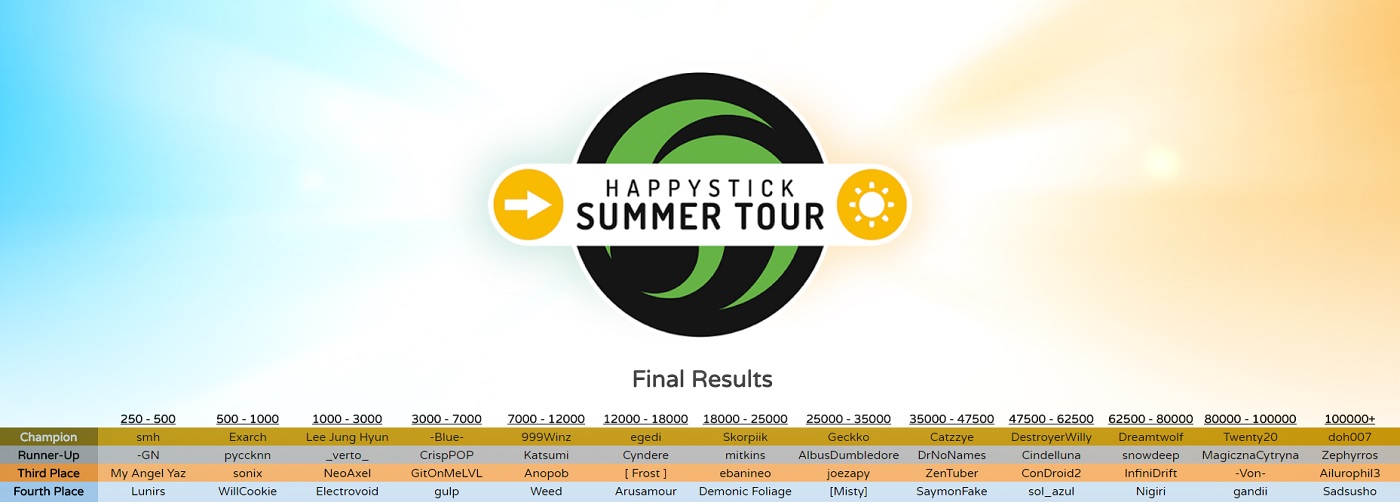 HAPPYSTICK
SUMMER TOUR
Final Results
250 - 500 500 - 1000 1000 - 3000 3000 - 7000 7000 - 12000 12000 - 18000 18000 - 25000 25000 - 35000 35000 - 47500 47500 - 62500 62500 - 80000 80000 - 100000 100000+
Champion smh Exarch Lee Jung Hyun -Blue- 999Winz egedi Skorpiik Geckko Catzzye DestroyerWilly Dreamtwolf Twenty20 doh007
Runner-Up -GN pyccknn _verto_ CrispPOP Katsumi Cyndere mitkins AlbusDumbledore DrNoNames Cindelluna snowdeep MagicznaCytryna Zephyrros
Third Place My Angel Yaz sonix NeoAxel GitOnMeLVL Anopob [ Frost ] ebanineo joezapy ZenTuber ConDroid2 InfiniDrift -Von- Ailurophil3
Fourth Place Lunirs WillCookie Electrovoid gulp Weed Arusamour Demonic Foliage [Misty] SaymonFake sol_azul Nigiri gandii Sadsusho